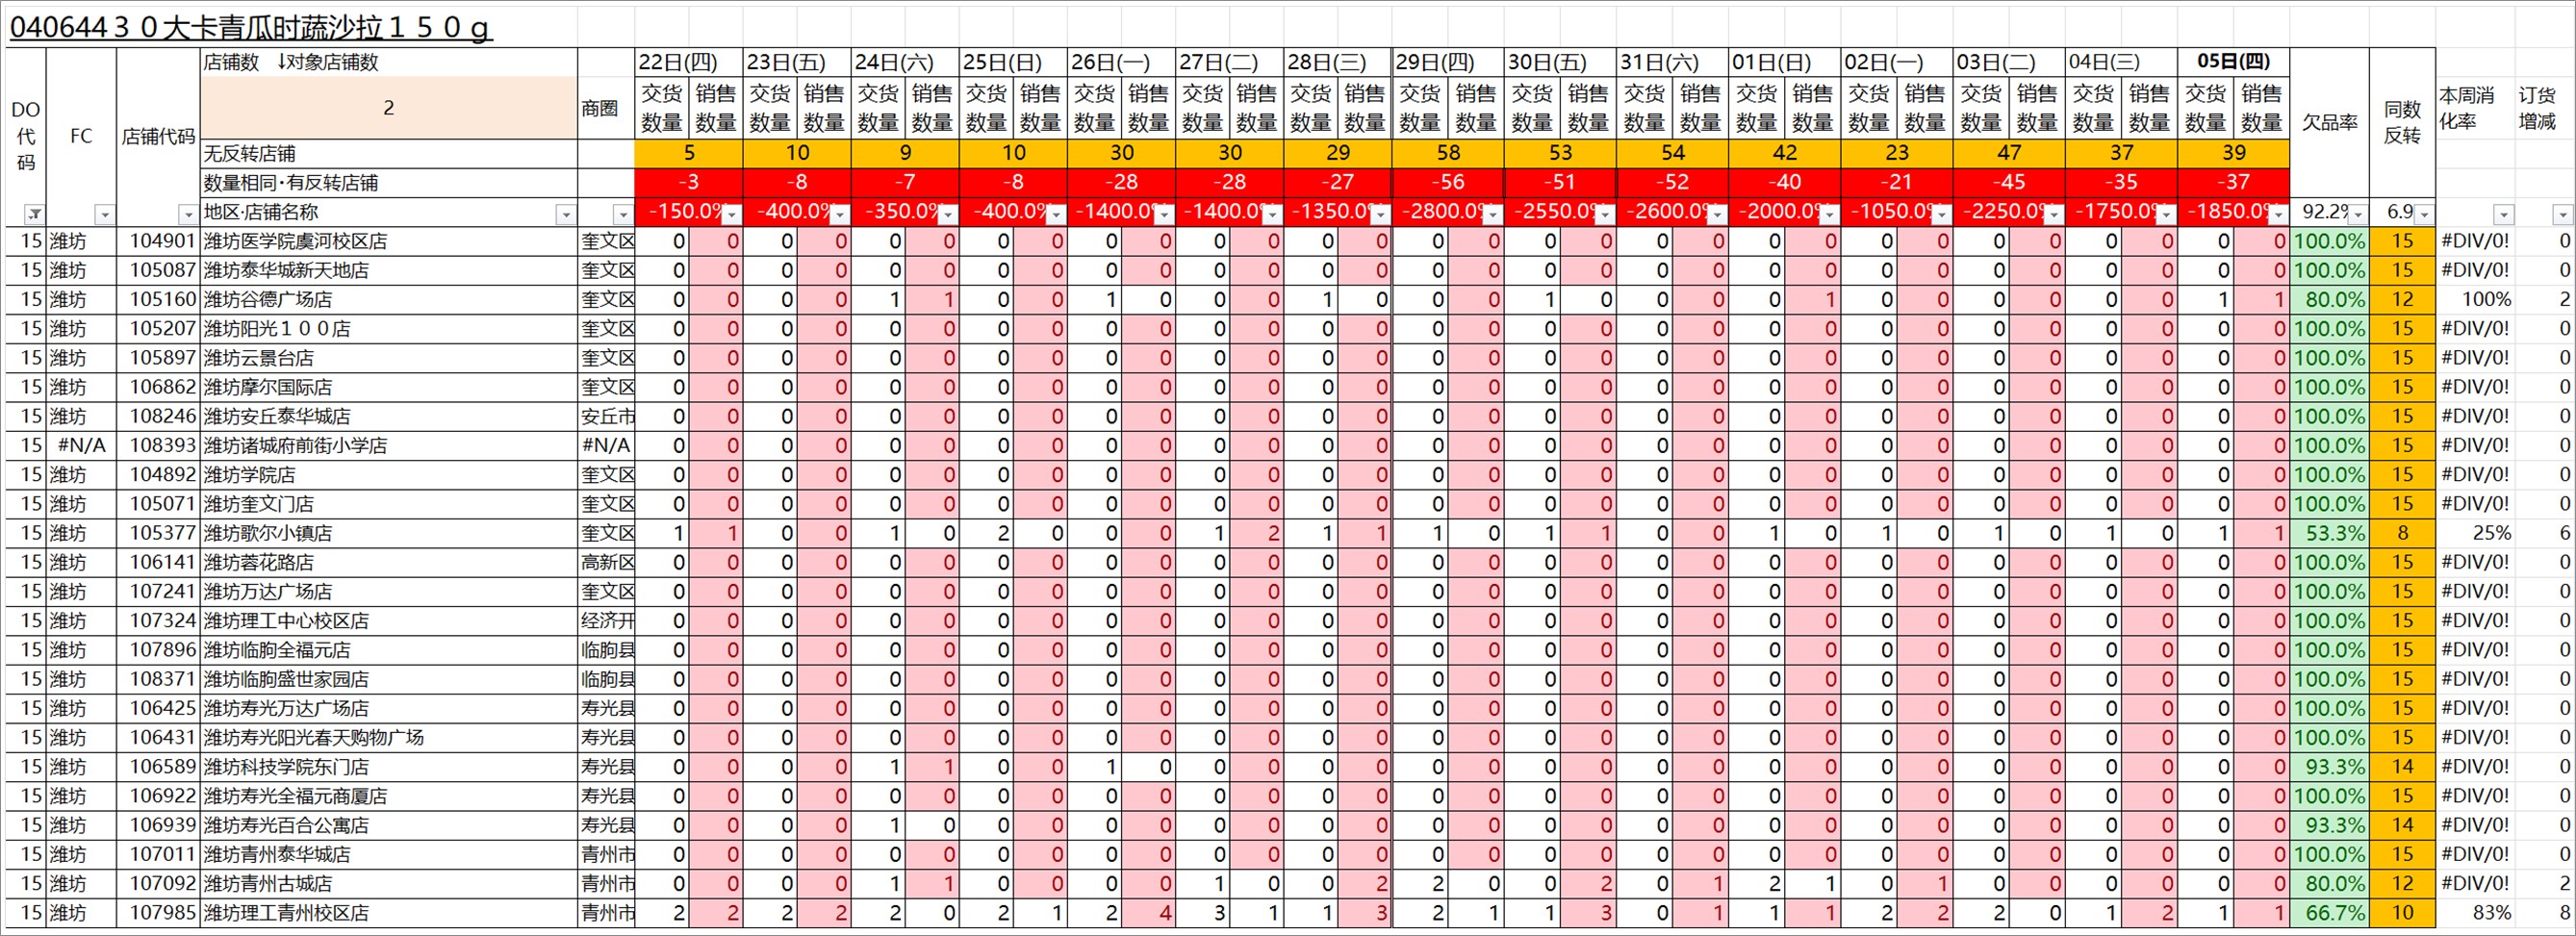 0406443０大卡青瓜时蔬沙拉１５０g
店铺数 ↓对象店铺数 22日(四) 23日(五) 24日(六) 25日(日) 26日(一) 27日(二) 28日(三) 29日(四) 30日(五) 31日(六) 01日(日) 02日(一) 03日(二) 04日(三) 05日(四)
DO代码 FC 店铺代码 2 商圈 交货数量 销售数量 交货数量 销售数量 交货数量 销售数量 交货数量 销售数量 交货数量 销售数量 交货数量 销售数量 交货数量 销售数量 交货数量 销售数量 交货数量 销售数量 交货数量 销售数量 交货数量 销售数量 交货数量 销售数量 交货数量 销售数量 交货数量 销售数量 交货数量 销售数量 欠品率 同数反转 本周消化率 订货增减
无反转店铺 5 10 9 10 30 30 29 58 53 54 42 23 47 37 39
数量相同·有反转店铺 -3 -8 -7 -8 -28 -28 -27 -56 -51 -52 -40 -21 -45 -35 -37
地区·店铺名称 -150.0% -400.0% -350.0% -400.0% -1400.0% -1400.0% -1350.0% -2800.0% -2550.0% -2600.0% -2000.0% -1050.0% -2250.0% -1750.0% -1850.0% 92.2% 6.9
15 潍坊 104901 潍坊医学院虞河校区店 奎文区 0 0 0 0 0 0 0 0 0 0 0 0 0 0 0 0 0 0 0 0 0 0 0 0 0 0 0 0 0 0 100.0% 15 #DIV/0! 0
15 潍坊 105087 潍坊泰华城新天地店 奎文区 0 0 0 0 0 0 0 0 0 0 0 0 0 0 0 0 0 0 0 0 0 0 0 0 0 0 0 0 0 0 100.0% 15 #DIV/0! 0
15 潍坊 105160 潍坊谷德广场店 奎文区 0 0 0 0 1 1 0 0 1 0 0 0 1 0 0 0 1 0 0 0 0 1 0 0 0 0 0 0 1 1 80.0% 12 100% 2
15 潍坊 105207 潍坊阳光１００店 奎文区 0 0 0 0 0 0 0 0 0 0 0 0 0 0 0 0 0 0 0 0 0 0 0 0 0 0 0 0 0 0 100.0% 15 #DIV/0! 0
15 潍坊 105897 潍坊云景台店 奎文区 0 0 0 0 0 0 0 0 0 0 0 0 0 0 0 0 0 0 0 0 0 0 0 0 0 0 0 0 0 0 100.0% 15 #DIV/0! 0
15 潍坊 106862 潍坊摩尔国际店 奎文区 0 0 0 0 0 0 0 0 0 0 0 0 0 0 0 0 0 0 0 0 0 0 0 0 0 0 0 0 0 0 100.0% 15 #DIV/0! 0
15 潍坊 108246 潍坊安丘泰华城店 安丘市 0 0 0 0 0 0 0 0 0 0 0 0 0 0 0 0 0 0 0 0 0 0 0 0 0 0 0 0 0 0 100.0% 15 #DIV/0! 0
15 #N/A 108393 潍坊诸城府前街小学店 #N/A 0 0 0 0 0 0 0 0 0 0 0 0 0 0 0 0 0 0 0 0 0 0 0 0 0 0 0 0 0 0 100.0% 15 #DIV/0! 0
15 潍坊 104892 潍坊学院店 奎文区 0 0 0 0 0 0 0 0 0 0 0 0 0 0 0 0 0 0 0 0 0 0 0 0 0 0 0 0 0 0 100.0% 15 #DIV/0! 0
15 潍坊 105071 潍坊奎文门店 奎文区 0 0 0 0 0 0 0 0 0 0 0 0 0 0 0 0 0 0 0 0 0 0 0 0 0 0 0 0 0 0 100.0% 15 #DIV/0! 0
15 潍坊 105377 潍坊歌尔小镇店 奎文区 1 1 0 0 1 0 2 0 0 0 1 2 1 1 1 0 1 1 0 0 1 0 1 0 1 0 1 0 1 1 53.3% 8 25% 6
15 潍坊 106141 潍坊蓉花路店 高新区 0 0 0 0 0 0 0 0 0 0 0 0 0 0 0 0 0 0 0 0 0 0 0 0 0 0 0 0 0 0 100.0% 15 #DIV/0! 0
15 潍坊 107241 潍坊万达广场店 奎文区 0 0 0 0 0 0 0 0 0 0 0 0 0 0 0 0 0 0 0 0 0 0 0 0 0 0 0 0 0 0 100.0% 15 #DIV/0! 0
15 潍坊 107324 潍坊理工中心校区店 经济开 0 0 0 0 0 0 0 0 0 0 0 0 0 0 0 0 0 0 0 0 0 0 0 0 0 0 0 0 0 0 100.0% 15 #DIV/0! 0
15 潍坊 107896 潍坊临朐全福元店 临朐县 0 0 0 0 0 0 0 0 0 0 0 0 0 0 0 0 0 0 0 0 0 0 0 0 0 0 0 0 0 0 100.0% 15 #DIV/0! 0
15 潍坊 108371 潍坊临朐盛世家园店 临朐县 0 0 0 0 0 0 0 0 0 0 0 0 0 0 0 0 0 0 0 0 0 0 0 0 0 0 0 0 0 0 100.0% 15 #DIV/0! 0
15 潍坊 106425 潍坊寿光万达广场店 寿光县 0 0 0 0 0 0 0 0 0 0 0 0 0 0 0 0 0 0 0 0 0 0 0 0 0 0 0 0 0 0 100.0% 15 #DIV/0! 0
15 潍坊 106431 潍坊寿光阳光春天购物广场 寿光县 0 0 0 0 0 0 0 0 0 0 0 0 0 0 0 0 0 0 0 0 0 0 0 0 0 0 0 0 0 0 100.0% 15 #DIV/0! 0
15 潍坊 106589 潍坊科技学院东门店 寿光县 0 0 0 0 1 1 0 0 1 0 0 0 0 0 0 0 0 0 0 0 0 0 0 0 0 0 0 0 0 0 93.3% 14 #DIV/0! 0
15 潍坊 106922 潍坊寿光全福元商厦店 寿光县 0 0 0 0 0 0 0 0 0 0 0 0 0 0 0 0 0 0 0 0 0 0 0 0 0 0 0 0 0 0 100.0% 15 #DIV/0! 0
15 潍坊 106939 潍坊寿光百合公寓店 寿光县 0 0 0 0 1 0 0 0 0 0 0 0 0 0 0 0 0 0 0 0 0 0 0 0 0 0 0 0 0 0 93.3% 14 #DIV/0! 0
15 潍坊 107011 潍坊青州泰华城店 青州市 0 0 0 0 0 0 0 0 0 0 0 0 0 0 0 0 0 0 0 0 0 0 0 0 0 0 0 0 0 0 100.0% 15 #DIV/0! 0
15 潍坊 107092 潍坊青州古城店 青州市 0 0 0 0 1 1 0 0 0 0 1 0 0 2 2 0 0 2 0 1 2 1 0 1 0 0 0 0 0 0 80.0% 12 #DIV/0! 2
15 潍坊 107985 潍坊理工青州校区店 青州市 2 2 2 2 2 0 2 1 2 4 3 1 1 3 2 1 1 3 0 1 1 1 2 2 2 0 1 2 1 1 66.7% 10 83% 8